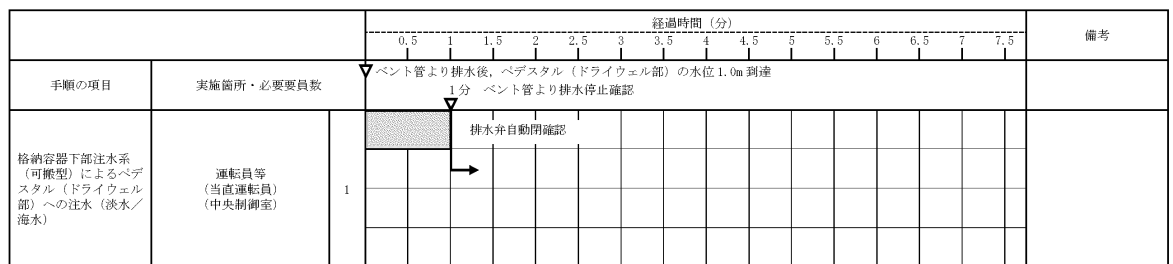 経過時間（分）
備考
0.5 1 1.5 2 2.5 3 3.5 4 4.5 5 5.5 6 6.5 7 7.5
手順の項目
実施箇所・必要要員数
ベント管より排水後，ペデスタル（ドライウェル部）の水位 1.0m 到達
1分 ベント管より排水停止確認
排水弁自動閉確認
格納容器下部注水系
（可搬型）によるペデ
スタル（ドライウェル
部）への注水（淡水／
海水）
運転員等
（当直運転員）
（中央制御室）
1